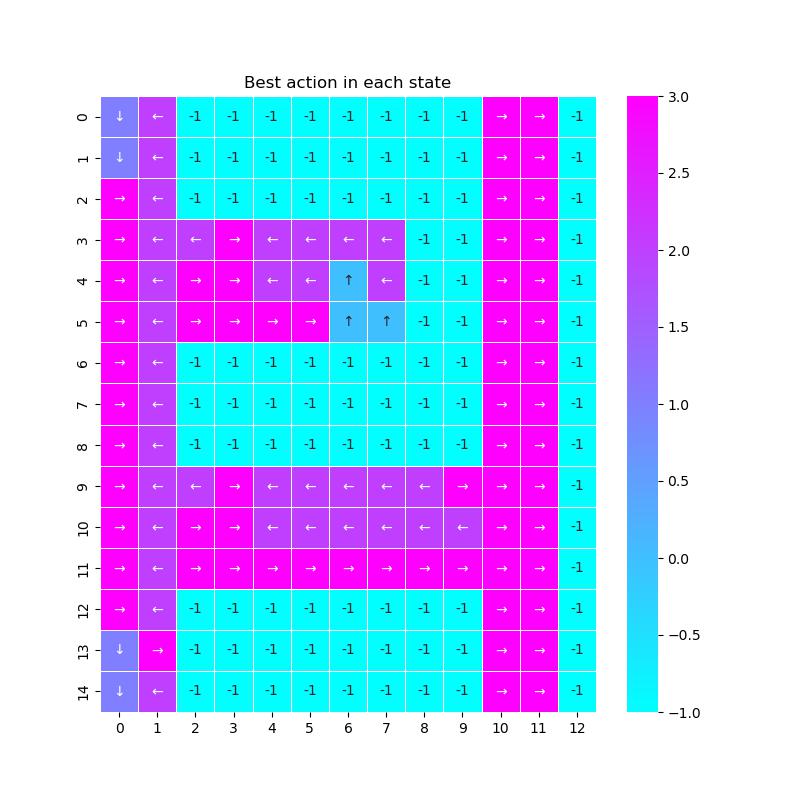 Best action in each state
0 ↓ ← -1 -1 -1 -1 -1 -1 -1 -1 → → -1
1 ↓ ← -1 -1 -1 -1 -1 -1 -1 -1 → → -1
2 → ← -1 -1 -1 -1 -1 -1 -1 -1 → → -1
3 → ← ← → ← ← ← ← -1 -1 → → -1
4 → ← → → ← ← ↑ ← -1 -1 → → -1
5 → ← → → → → ↑ ↑ -1 -1 → → -1
6 → ← -1 -1 -1 -1 -1 -1 -1 -1 → → -1
7 → ← -1 -1 -1 -1 -1 -1 -1 -1 → → -1
8 → ← -1 -1 -1 -1 -1 -1 -1 -1 → → -1
9 → ← ← → ← ← ← ← ← → → → -1
10 → ← → → ← ← ← ← ← ← → → -1
11 → ← → → → → → → → → → → -1
12 → ← -1 -1 -1 -1 -1 -1 -1 -1 → → -1
13 ↓ → -1 -1 -1 -1 -1 -1 -1 -1 → → -1
14 ↓ ← -1 -1 -1 -1 -1 -1 -1 -1 → → -1
0 1 2 3 4 5 6 7 8 9 10 11 12
3.0
2.5
2.0
1.5
1.0
0.5
0.0
−0.5
−1.0